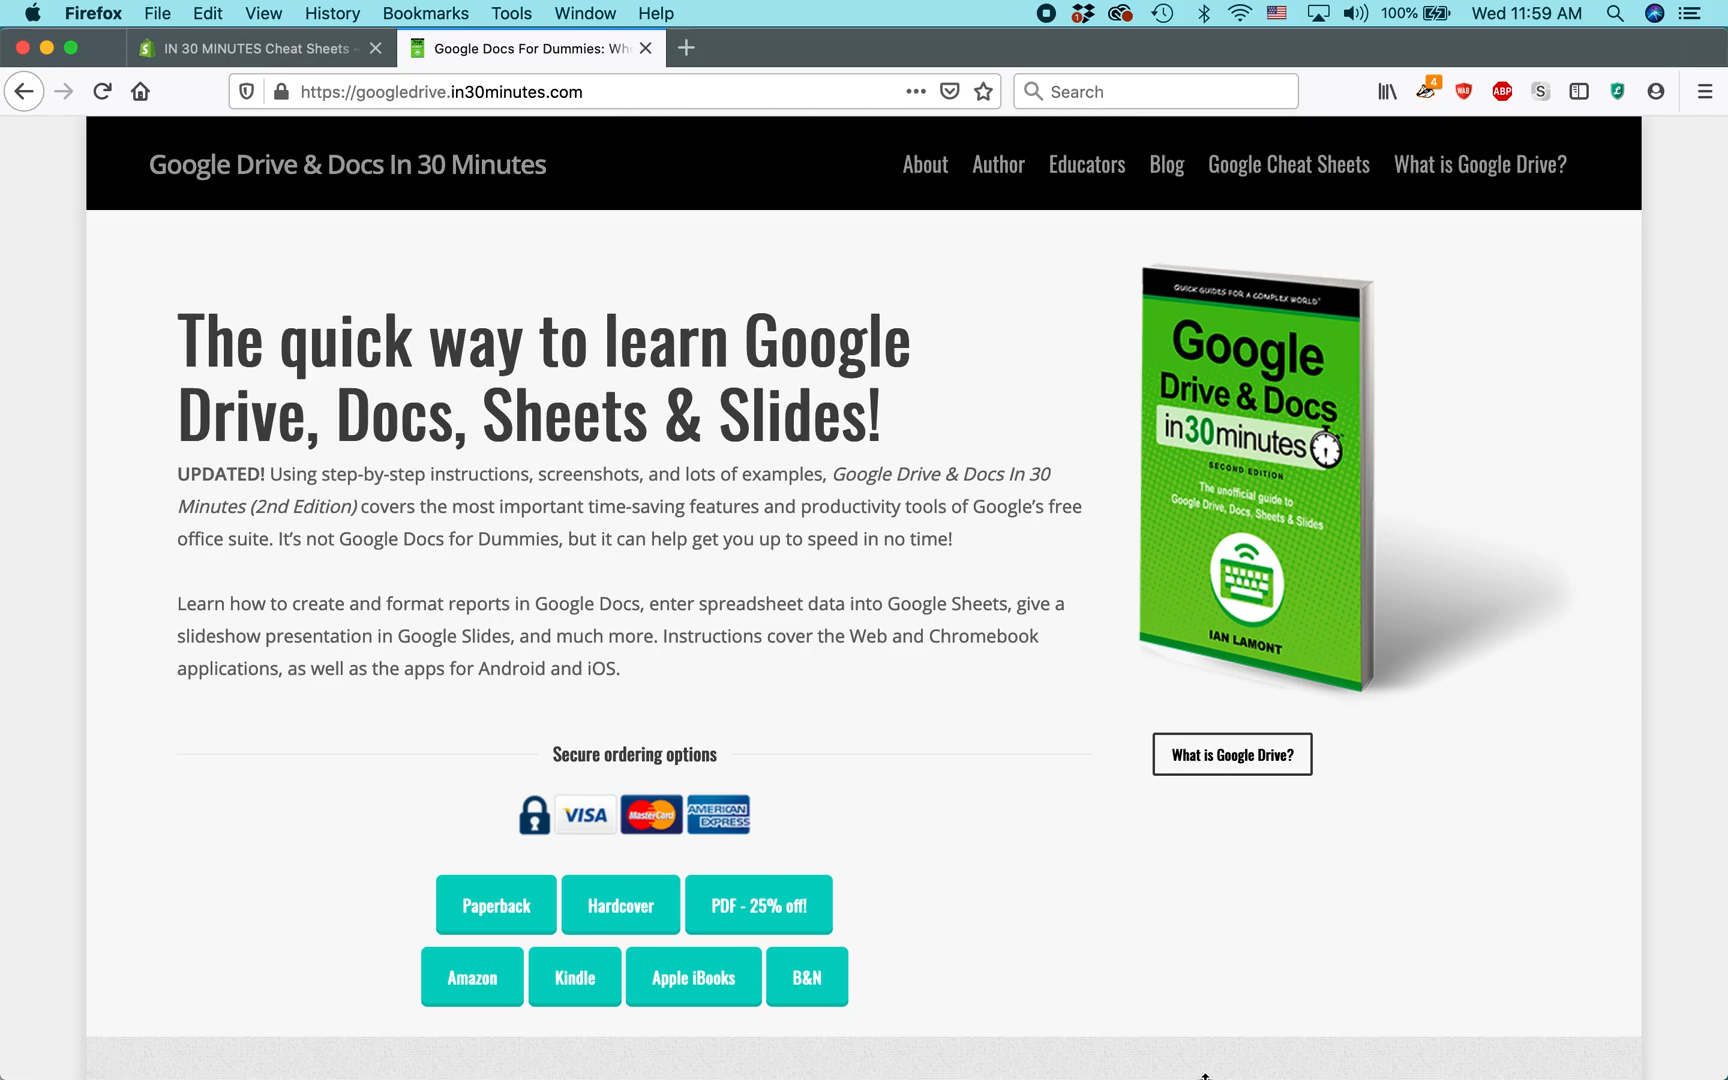 Firefox File Edit View History Bookmarks Tools Window Help 1 100% Wed 11:59 AM
IN 30 MINUTES Cheat Sheets - Google Docs For Dummies: Who
https://googledrive.in30minutes.com Search 4 WAB ABP S
Google Drive & Docs In 30 Minutes About Author Educators Blog Google Cheat Sheets What is Google Drive?
The quick way to learn Google
Drive, Docs, Sheets & Slides!
UPDATED! Using step-by-step instructions, screenshots, and lots of examples, Google Drive & Docs In 30
Minutes (2nd Edition) covers the most important time-saving features and productivity tools of Google’s free
office suite. It’s not Google Docs for Dummies, but it can help get you up to speed in no time!
Learn how to create and format reports in Google Docs, enter spreadsheet data into Google Sheets, give a
slideshow presentation in Google Slides, and much more. Instructions cover the Web and Chromebook
applications, as well as the apps for Android and iOS.
Secure ordering options
VISA MasterCard AMERICAN EXPRESS
Paperback Hardcover PDF - 25% off!
Amazon Kindle Apple iBooks B&N
QUICK GUIDES FOR A COMPLEX WORLD™
Google
Drive & Docs
in30minutes
SECOND EDITION
The unofficial guide to
Google Drive, Docs, Sheets & Slides
IAN LAMONT
What is Google Drive?